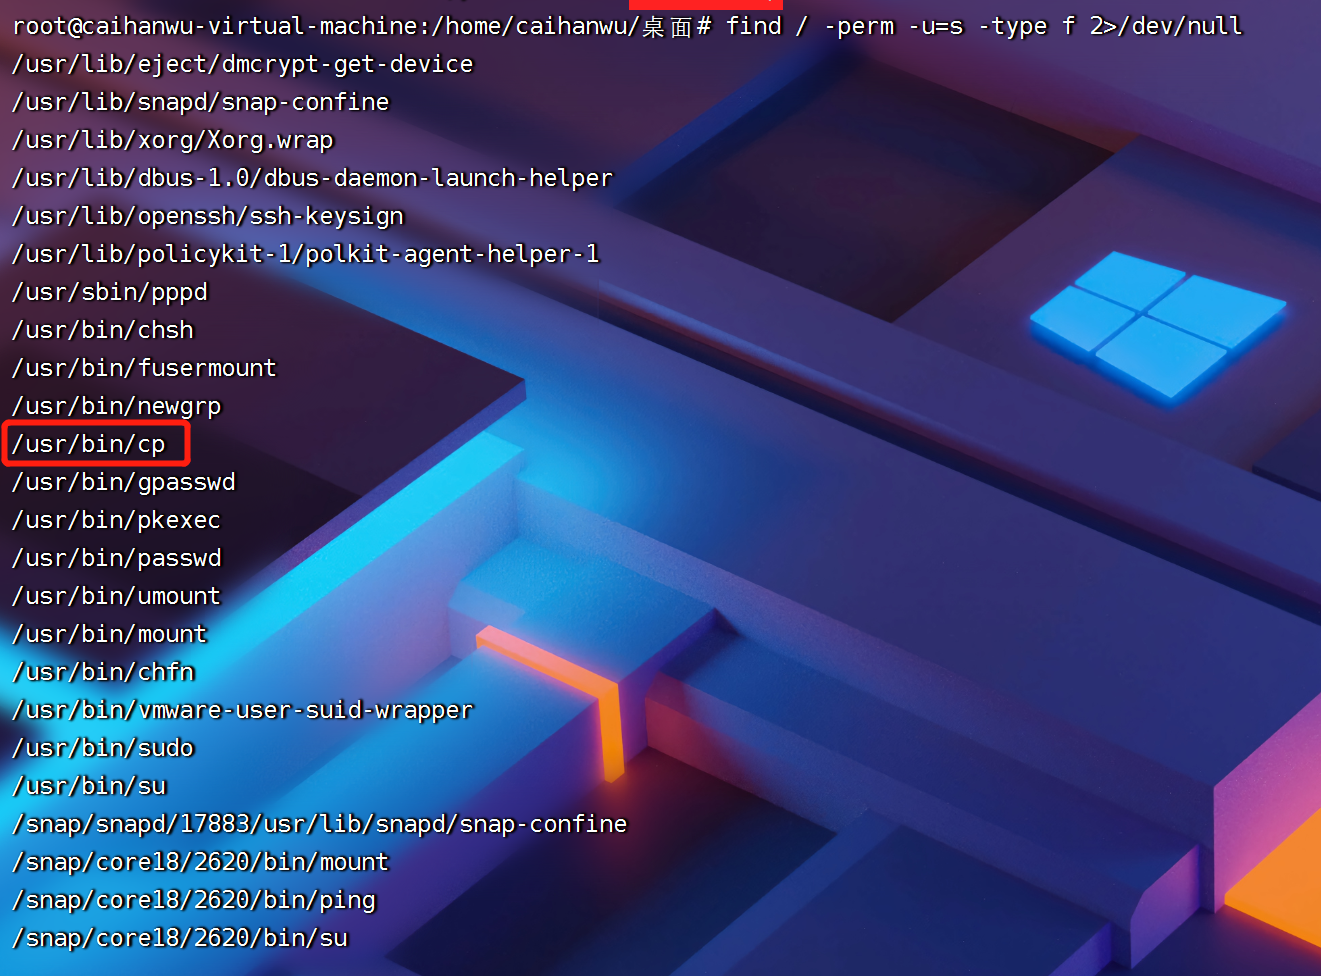 root@caihanwu-virtual-machine:/home/caihanwu/桌面# find / -perm -u=s -type f 2>/dev/null
/usr/lib/eject/dmcrypt-get-device
/usr/lib/snapd/snap-confine
/usr/lib/xorg/Xorg.wrap
/usr/lib/dbus-1.0/dbus-daemon-launch-helper
/usr/lib/openssh/ssh-keysign
/usr/lib/policykit-1/polkit-agent-helper-1
/usr/sbin/pppd
/usr/bin/chsh
/usr/bin/fusermount
/usr/bin/newgrp
/usr/bin/cp
/usr/bin/gpasswd
/usr/bin/pkexec
/usr/bin/passwd
/usr/bin/umount
/usr/bin/mount
/usr/bin/chfn
/usr/bin/vmware-user-suid-wrapper
/usr/bin/sudo
/usr/bin/su
/snap/snapd/17883/usr/lib/snapd/snap-confine
/snap/core18/2620/bin/mount
/snap/core18/2620/bin/ping
/snap/core18/2620/bin/su